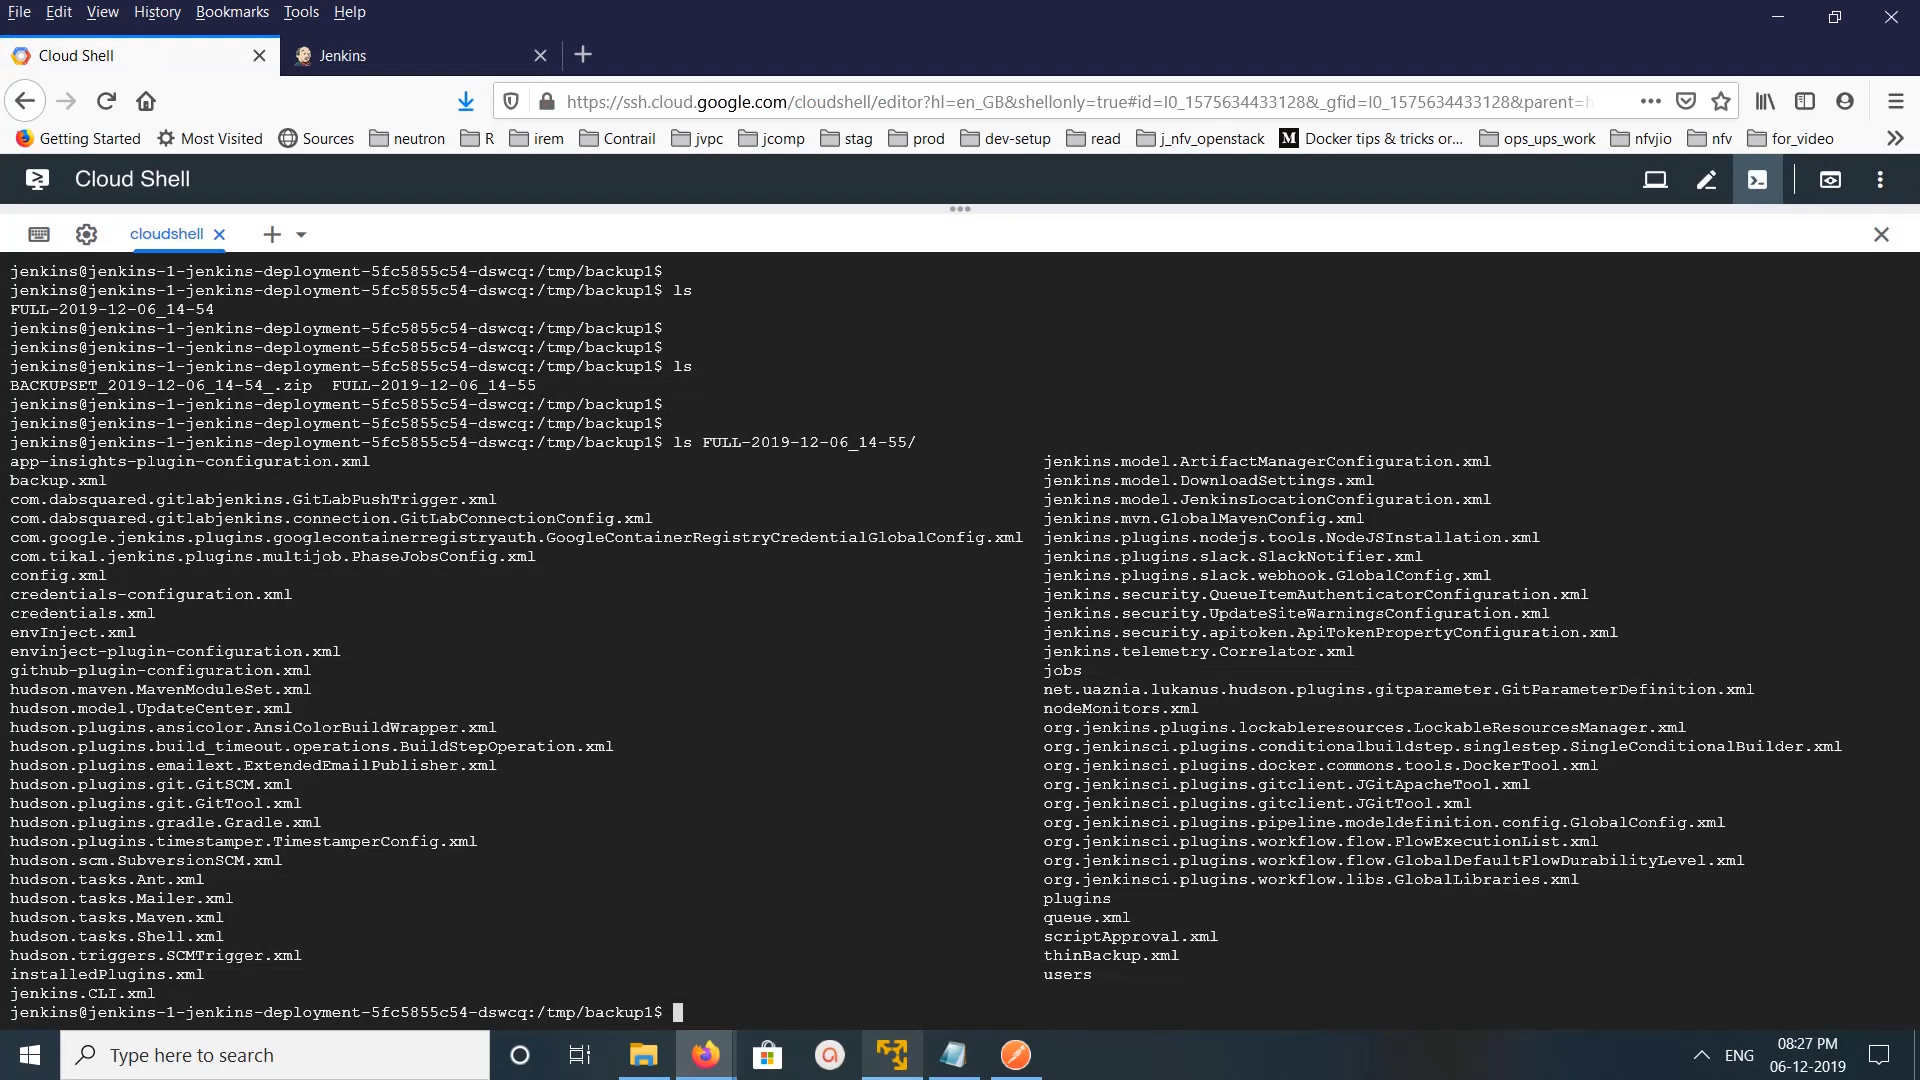 File Edit View History Bookmarks Tools Help
Cloud Shell
Jenkins
https://ssh.cloud.google.com/cloudshell/editor?hl=en_GB&shellonly=true#id=I0_1575634433128&_gfid=I0_1575634433128&parent=h
Getting Started Most Visited Sources neutron R irem Contrail jvpc jcomp stag prod dev-setup read j_nfv_openstack M Docker tips & tricks or... ops_ups_work nfvjio nfv for_video
Cloud Shell
cloudshell
jenkins@jenkins-1-jenkins-deployment-5fc5855c54-dswcq:/tmp/backup1$
jenkins@jenkins-1-jenkins-deployment-5fc5855c54-dswcq:/tmp/backup1$ ls
FULL-2019-12-06_14-54
jenkins@jenkins-1-jenkins-deployment-5fc5855c54-dswcq:/tmp/backup1$
jenkins@jenkins-1-jenkins-deployment-5fc5855c54-dswcq:/tmp/backup1$
jenkins@jenkins-1-jenkins-deployment-5fc5855c54-dswcq:/tmp/backup1$ ls
BACKUPSET_2019-12-06_14-54_.zip FULL-2019-12-06_14-55
jenkins@jenkins-1-jenkins-deployment-5fc5855c54-dswcq:/tmp/backup1$
jenkins@jenkins-1-jenkins-deployment-5fc5855c54-dswcq:/tmp/backup1$
jenkins@jenkins-1-jenkins-deployment-5fc5855c54-dswcq:/tmp/backup1$ ls FULL-2019-12-06_14-55/
app-insights-plugin-configuration.xml jenkins.model.ArtifactManagerConfiguration.xml
backup.xml jenkins.model.DownloadSettings.xml
com.dabsquared.gitlabjenkins.GitLabPushTrigger.xml jenkins.model.JenkinsLocationConfiguration.xml
com.dabsquared.gitlabjenkins.connection.GitLabConnectionConfig.xml jenkins.mvn.GlobalMavenConfig.xml
com.google.jenkins.plugins.googlecontainerregistryauth.GoogleContainerRegistryCredentialGlobalConfig.xml jenkins.plugins.nodejs.tools.NodeJSInstallation.xml
com.tikal.jenkins.plugins.multijob.PhaseJobsConfig.xml jenkins.plugins.slack.SlackNotifier.xml
config.xml jenkins.plugins.slack.webhook.GlobalConfig.xml
credentials-configuration.xml jenkins.security.QueueItemAuthenticatorConfiguration.xml
credentials.xml jenkins.security.UpdateSiteWarningsConfiguration.xml
envInject.xml jenkins.security.apitoken.ApiTokenPropertyConfiguration.xml
envinject-plugin-configuration.xml jenkins.telemetry.Correlator.xml
github-plugin-configuration.xml jobs
hudson.maven.MavenModuleSet.xml net.uaznia.lukanus.hudson.plugins.gitparameter.GitParameterDefinition.xml
hudson.model.UpdateCenter.xml nodeMonitors.xml
hudson.plugins.ansicolor.AnsiColorBuildWrapper.xml org.jenkins.plugins.lockableresources.LockableResourcesManager.xml
hudson.plugins.build_timeout.operations.BuildStepOperation.xml org.jenkinsci.plugins.conditionalbuildstep.singlestep.SingleConditionalBuilder.xml
hudson.plugins.emailext.ExtendedEmailPublisher.xml org.jenkinsci.plugins.docker.commons.tools.DockerTool.xml
hudson.plugins.git.GitSCM.xml org.jenkinsci.plugins.gitclient.JGitApacheTool.xml
hudson.plugins.git.GitTool.xml org.jenkinsci.plugins.gitclient.JGitTool.xml
hudson.plugins.gradle.Gradle.xml org.jenkinsci.plugins.pipeline.modeldefinition.config.GlobalConfig.xml
hudson.plugins.timestamper.TimestamperConfig.xml org.jenkinsci.plugins.workflow.flow.FlowExecutionList.xml
hudson.scm.SubversionSCM.xml org.jenkinsci.plugins.workflow.flow.GlobalDefaultFlowDurabilityLevel.xml
hudson.tasks.Ant.xml org.jenkinsci.plugins.workflow.libs.GlobalLibraries.xml
hudson.tasks.Mailer.xml plugins
hudson.tasks.Maven.xml queue.xml
hudson.tasks.Shell.xml scriptApproval.xml
hudson.triggers.SCMTrigger.xml thinBackup.xml
installedPlugins.xml users
jenkins.CLI.xml
jenkins@jenkins-1-jenkins-deployment-5fc5855c54-dswcq:/tmp/backup1$
Type here to search
ENG
08:27 PM
06-12-2019